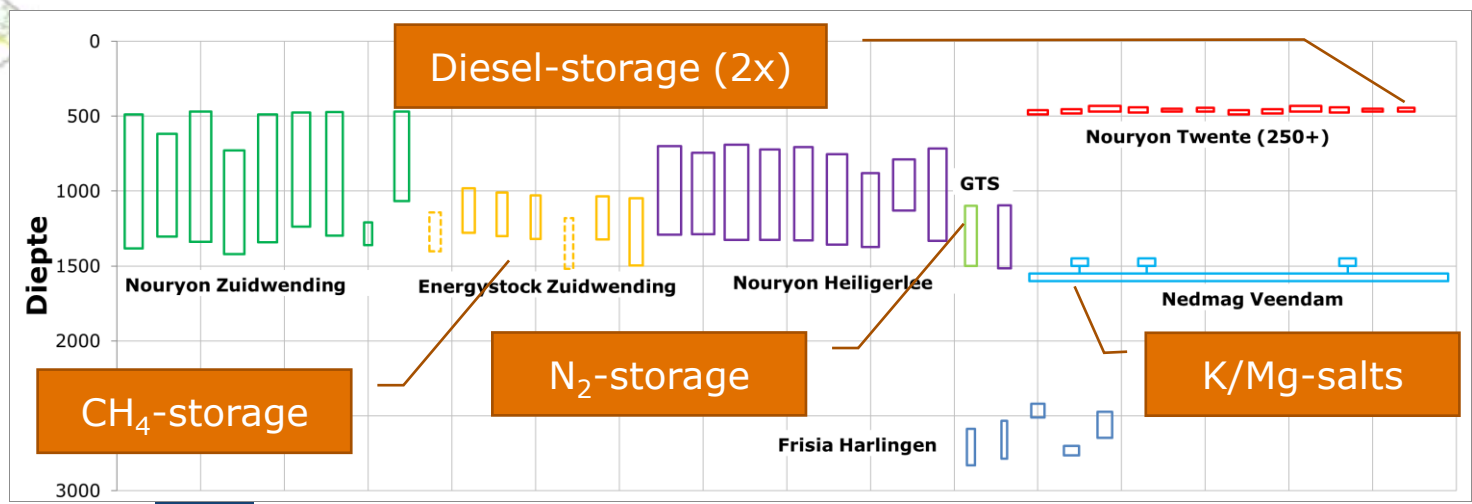 Diepte
0
500
1000
1500
2000
3000
Diesel-storage (2x)
Nouryon Twente (250+)
GTS
Nouryon Zuidwending
Energystock Zuidwending
Nouryon Heiligerlee
Nedmag Veendam
CH₄-storage
N₂-storage
K/Mg-salts
Frisia Harlingen